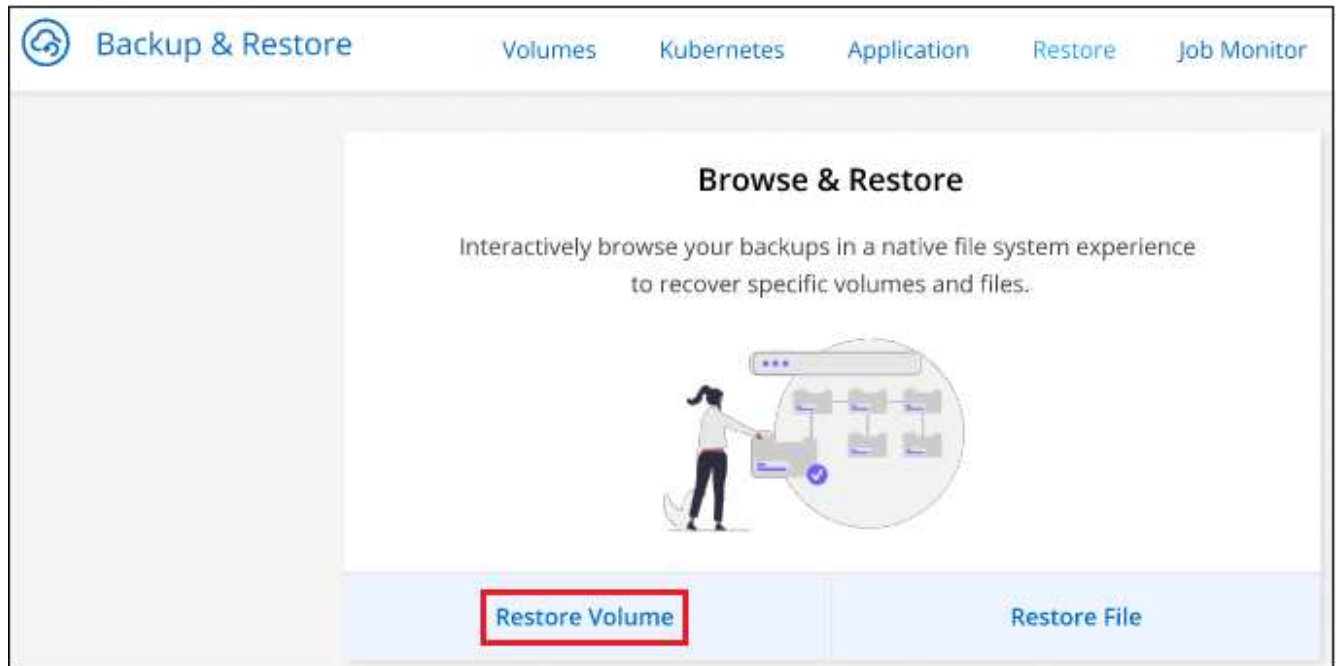 Backup & Restore
Volumes
Kubernetes
Application
Restore
Job Monitor
Browse & Restore
Interactively browse your backups in a native file system experience
to recover specific volumes and files.
Restore Volume
Restore File